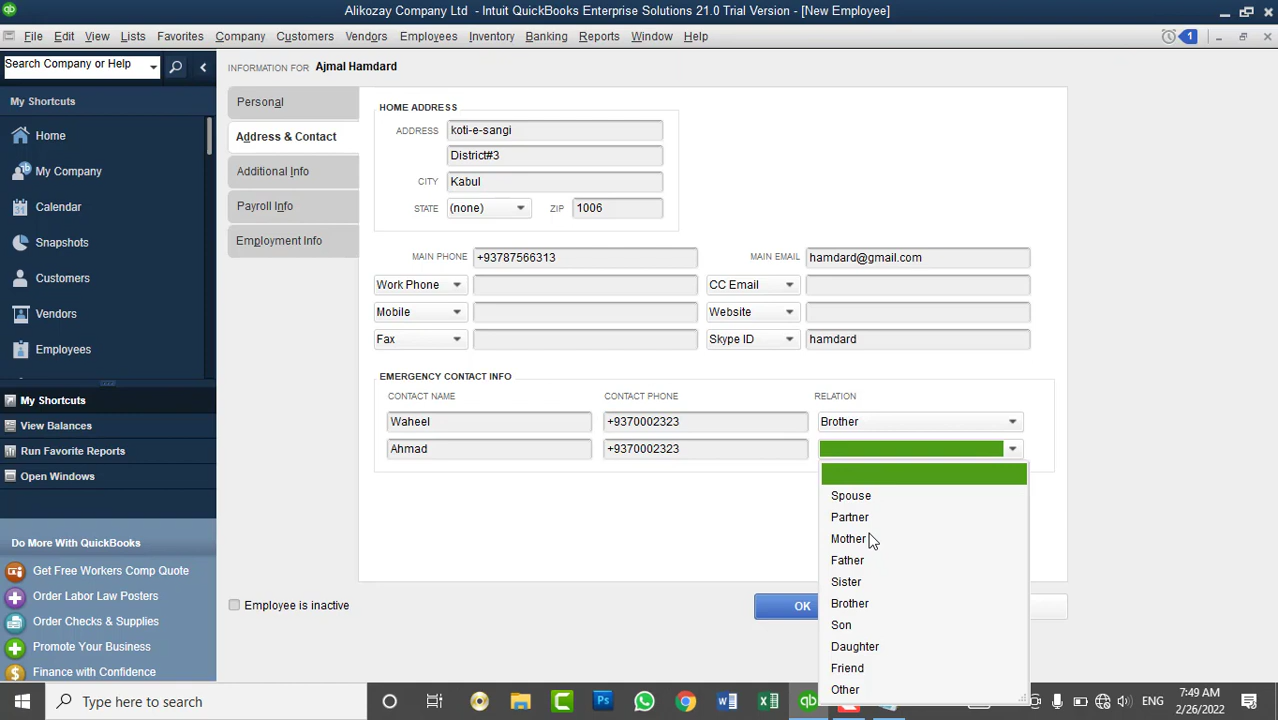 Alikozay Company Ltd - Intuit QuickBooks Enterprise Solutions 21.0 Trial Version - [New Employee]
File Edit View Lists Favorites Company Customers Vendors Employees Inventory Banking Reports Window Help 1
Search Company or Help
My Shortcuts
Home
My Company
Calendar
Snapshots
Customers
Vendors
Employees
My Shortcuts
View Balances
Run Favorite Reports
Open Windows
Do More With QuickBooks
Get Free Workers Comp Quote
Order Labor Law Posters
Order Checks & Supplies
Promote Your Business
Finance with Confidence
INFORMATION FOR Ajmal Hamdard
Personal
Address & Contact
Additional Info
Payroll Info
Employment Info
HOME ADDRESS
ADDRESS koti-e-sangi
District#3
CITY Kabul
STATE (none) ZIP 1006
MAIN PHONE +93787566313 MAIN EMAIL hamdard@gmail.com
Work Phone CC Email
Mobile Website
Fax Skype ID hamdard
EMERGENCY CONTACT INFO
CONTACT NAME CONTACT PHONE RELATION
Waheel +9370002323 Brother
Ahmad +9370002323
Spouse
Partner
Mother
Father
Sister
Brother
Son
Daughter
Friend
Other
Employee is inactive OK
Type here to search
Ps
W
X
qb
ENG
7:49 AM
2/26/2022